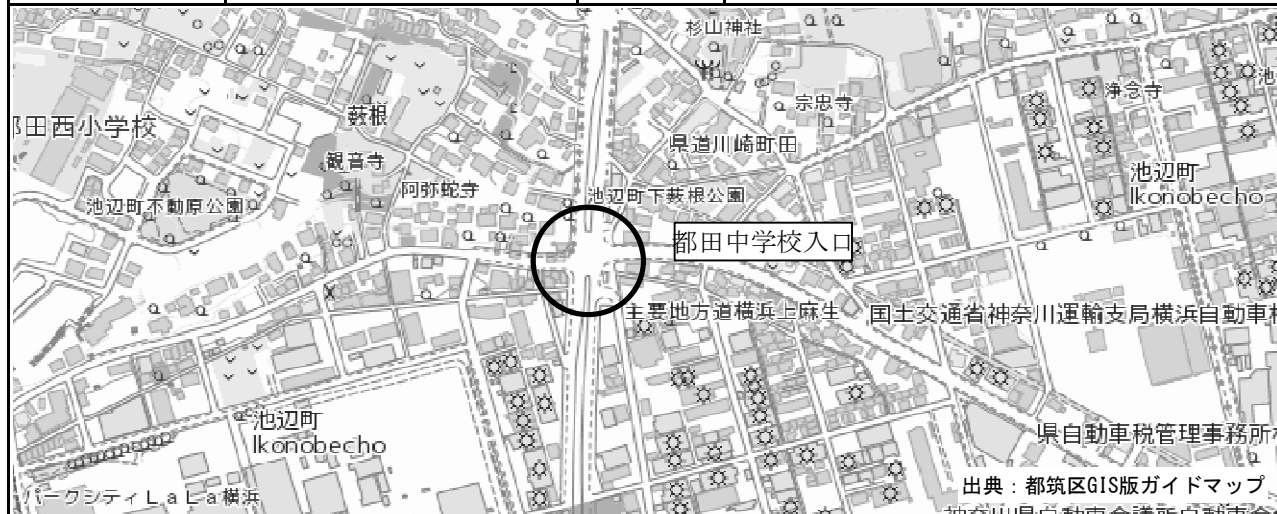 杉山神社
宗忠寺
浄念寺
池
都田西小学校
薮根
県道川崎町田
観音寺
阿弥蛇寺
池辺町
Ikonobecho
池辺町不動原公園
池辺町下薮根公園
都田中学校入口
主要地方道横浜上麻生
国土交通省神奈川運輸支局横浜自動車検
池辺町
Ikonobecho
県自動車税管理事務所
パークシティLaLa横浜
出典：都筑区GIS版ガイドマップ